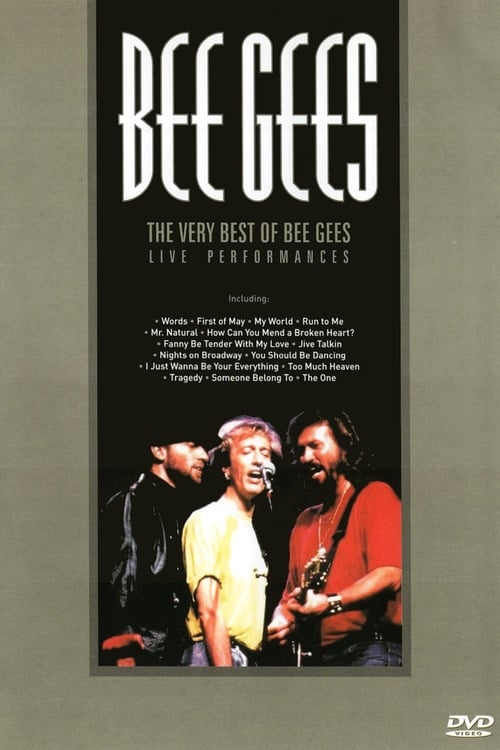 BEE GEES
THE VERY BEST OF BEE GEES
LIVE PERFORMANCES
Including:
• Words • First of May • My World • Run to Me
• Mr. Natural • How Can You Mend a Broken Heart?
• Fanny Be Tender With My Love • Jive Talkin
• Nights on Broadway • You Should Be Dancing
• I Just Wanna Be Your Everything • Too Much Heaven
• Tragedy • Someone Belong To • The One
DVD
VIDEO